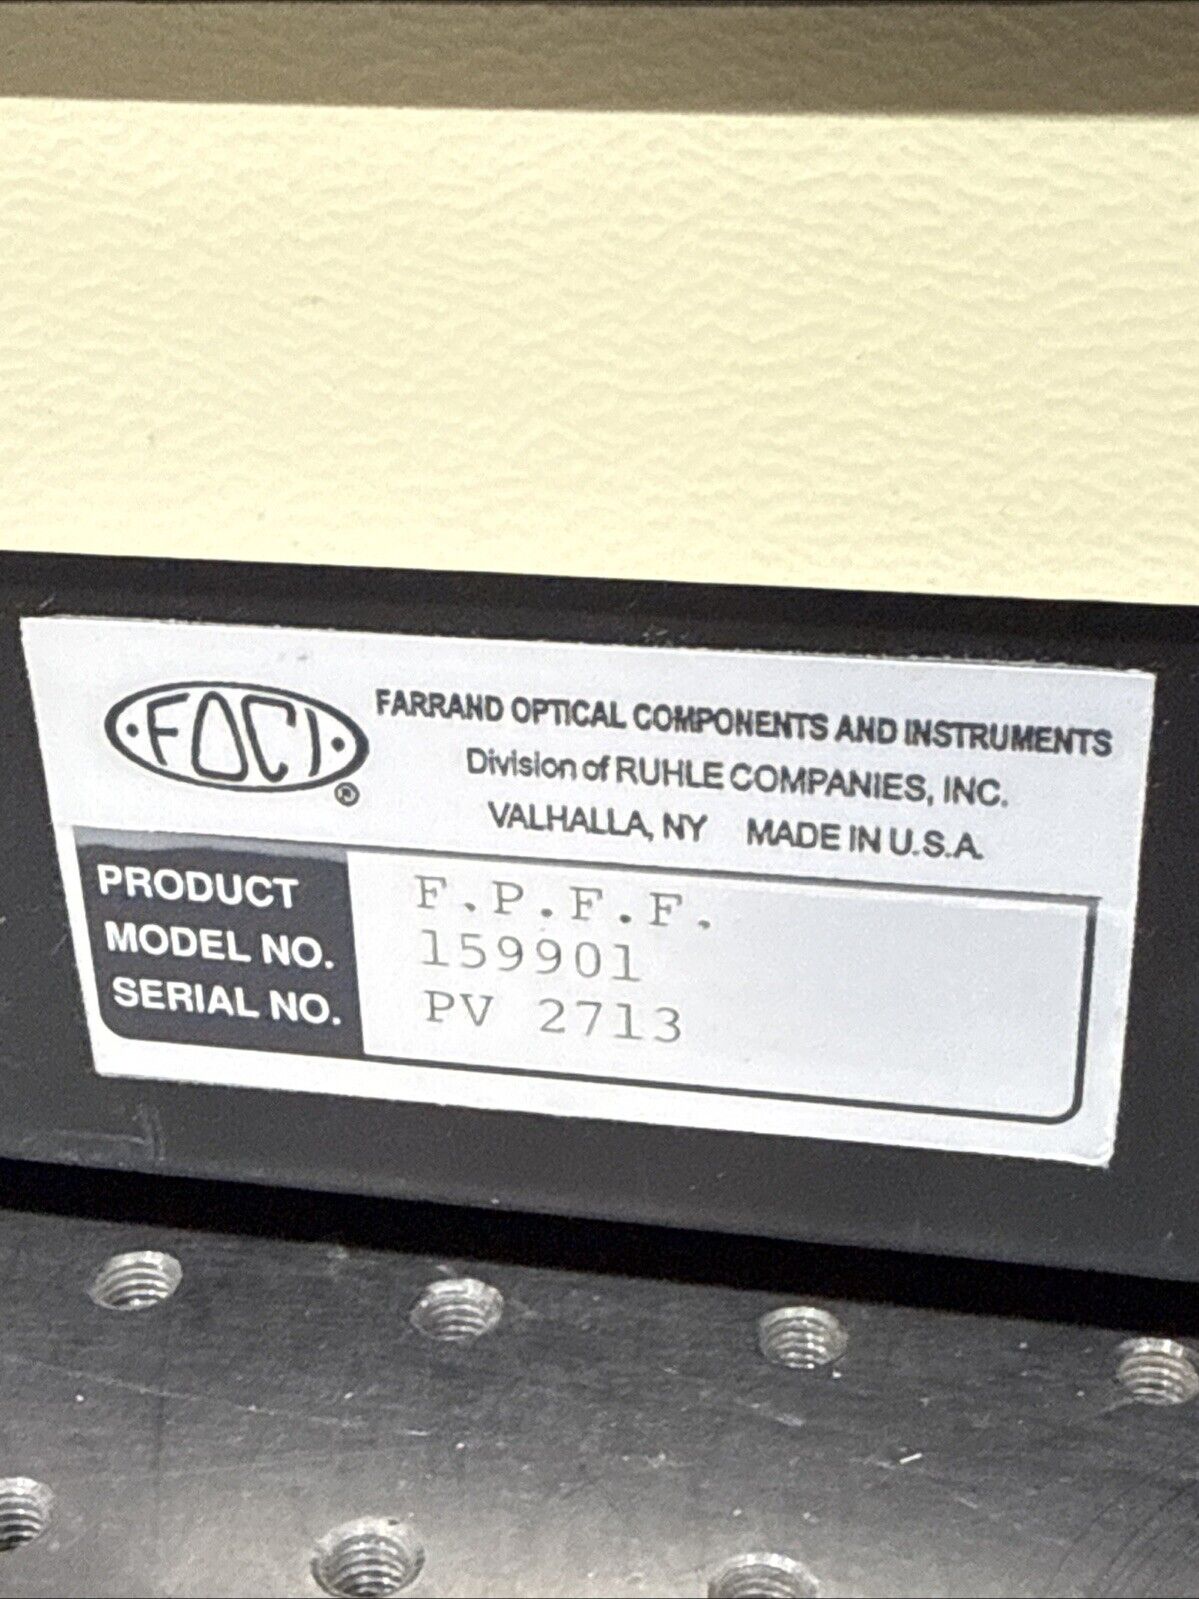 ·FOCI·
®
FARRAND OPTICAL COMPONENTS AND INSTRUMENTS
Division of RUHLE COMPANIES, INC.
VALHALLA, NY MADE IN U.S.A.
PRODUCT F.P.F.F.
MODEL NO. 159901
SERIAL NO. PV 2713